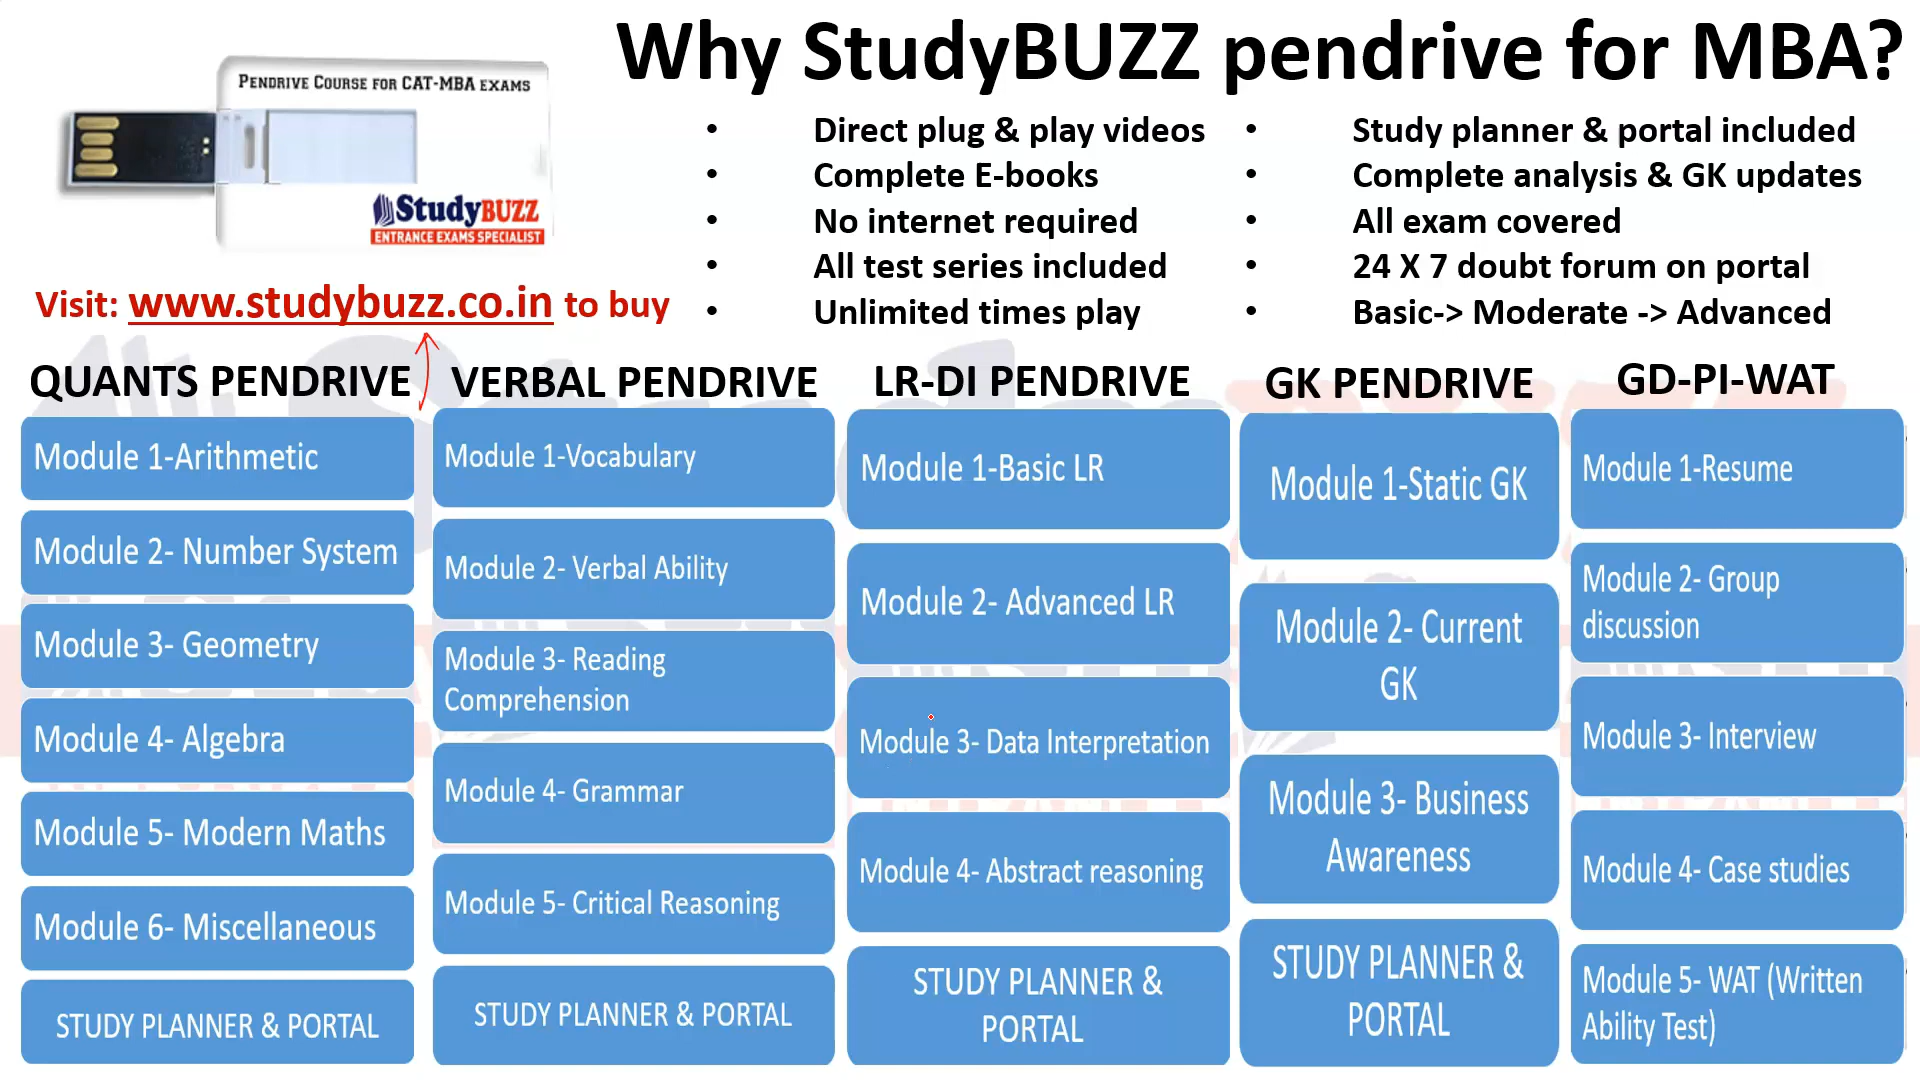 Why StudyBUZZ pendrive for MBA?
PENDRIVE COURSE FOR CAT-MBA EXAMS
StudyBUZZ
ENTRANCE EXAMS SPECIALIST
Visit: www.studybuzz.co.in to buy
• Direct plug & play videos
• Complete E-books
• No internet required
• All test series included
• Unlimited times play
• Study planner & portal included
• Complete analysis & GK updates
• All exam covered
• 24 X 7 doubt forum on portal
• Basic-> Moderate -> Advanced
QUANTS PENDRIVE
Module 1-Arithmetic
Module 2- Number System
Module 3- Geometry
Module 4- Algebra
Module 5- Modern Maths
Module 6- Miscellaneous
STUDY PLANNER & PORTAL
VERBAL PENDRIVE
Module 1-Vocabulary
Module 2- Verbal Ability
Module 3- Reading
Comprehension
Module 4- Grammar
Module 5- Critical Reasoning
STUDY PLANNER & PORTAL
LR-DI PENDRIVE
Module 1-Basic LR
Module 2- Advanced LR
Module 3- Data Interpretation
Module 4- Abstract reasoning
STUDY PLANNER &
PORTAL
GK PENDRIVE
Module 1-Static GK
Module 2- Current
GK
Module 3- Business
Awareness
STUDY PLANNER &
PORTAL
GD-PI-WAT
Module 1-Resume
Module 2- Group
discussion
Module 3- Interview
Module 4- Case studies
Module 5- WAT (Written
Ability Test)